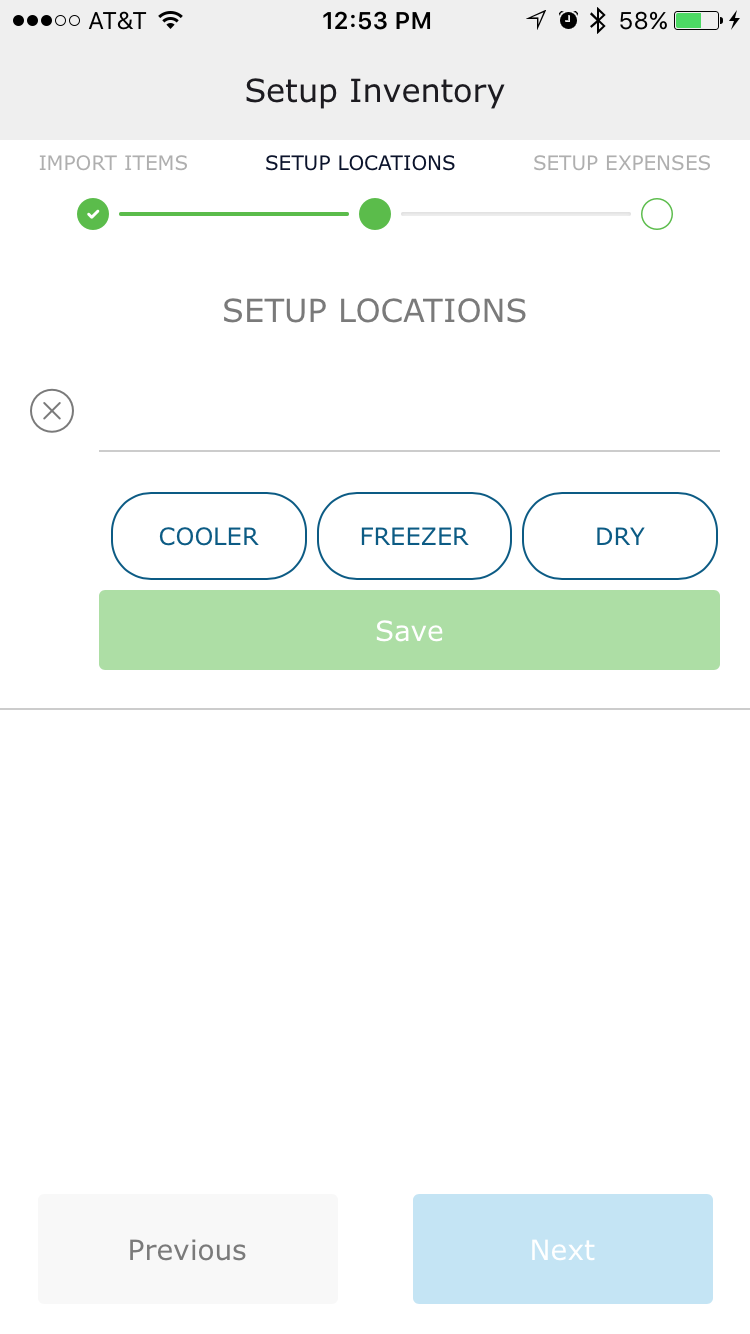 AT&T 12:53 PM 58%
Setup Inventory
IMPORT ITEMS SETUP LOCATIONS SETUP EXPENSES
SETUP LOCATIONS
COOLER FREEZER DRY
Save
Previous Next